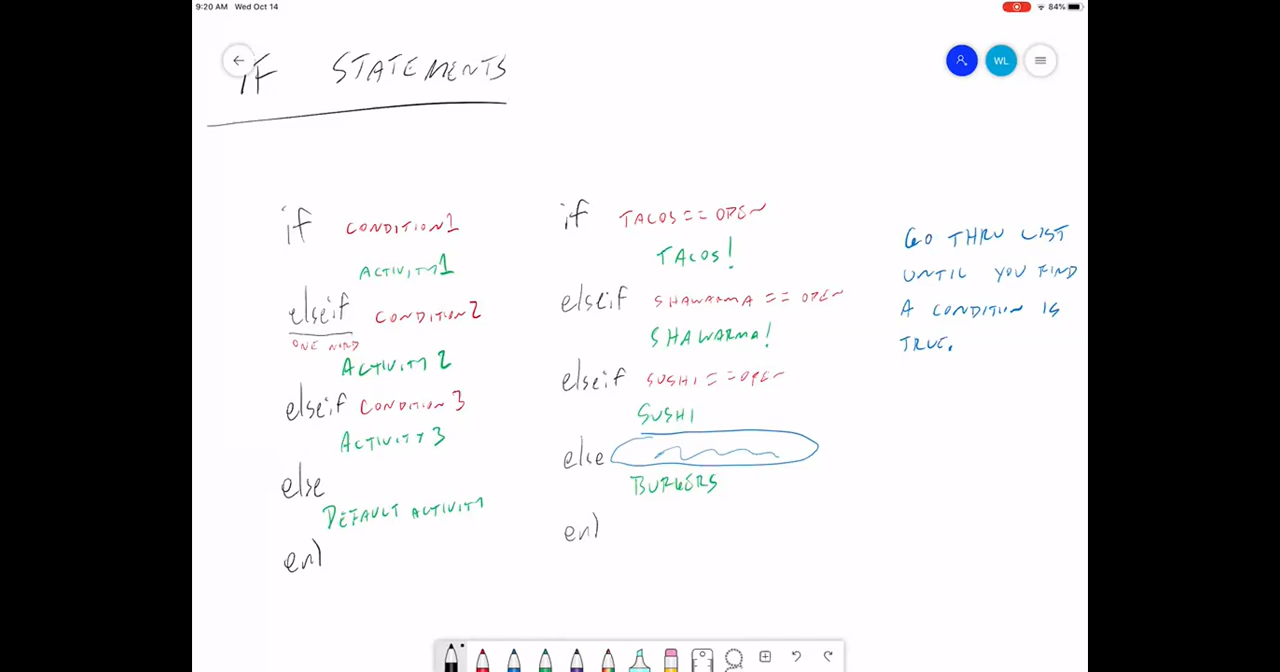 9:20 AM Wed Oct 14
84%
if STATEMENTS
WL
if CONDITION1
ACTIVITY1
elseif CONDITION2
ONE WORD
ACTIVITY 2
elseif CONDITION 3
ACTIVITY 3
else
DEFAULT ACTIVITY
end
if TACOS == OPEN
TACOS!
elseif SHAWARMA == OPEN
SHAWARMA!
elseif SUSHI == OPEN
SUSHI
else
BURGERS
end
GO THRU LIST
UNTIL YOU FIND
A CONDITION IS
TRUE.